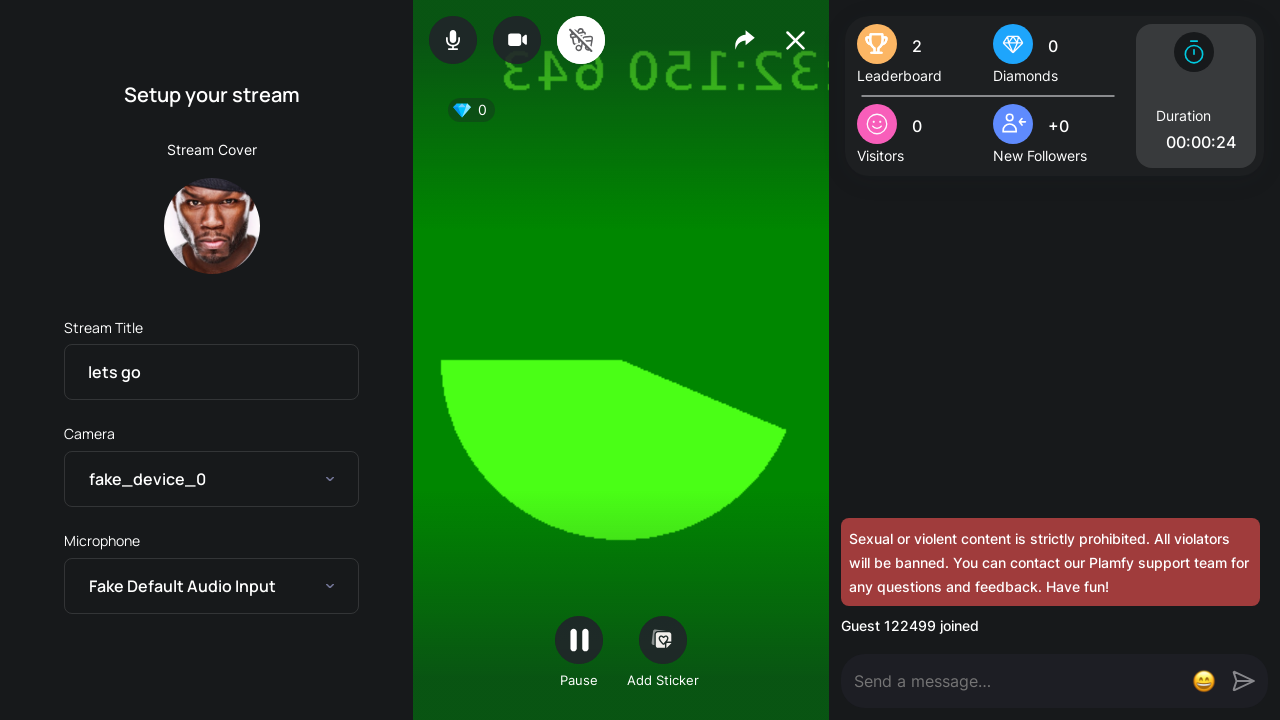 Setup your stream
Stream Cover
Stream Title
lets go
Camera
fake_device_0
Microphone
Fake Default Audio Input
:32:150 643
0
Pause
Add Sticker
2
Leaderboard
0
Diamonds
0
Visitors
+0
New Followers
Duration
00:00:24
Sexual or violent content is strictly prohibited. All violators
will be banned. You can contact our Plamfy support team for
any questions and feedback. Have fun!
Guest 122499 joined
Send a message...